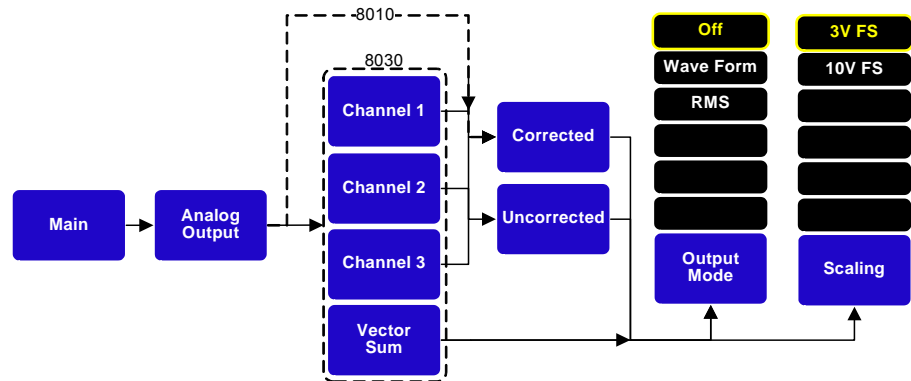 8010
8030
Main
Analog
Output
Channel 1
Channel 2
Channel 3
Vector
Sum
Corrected
Uncorrected
Off
Wave Form
RMS
Output
Mode
3V FS
10V FS
Scaling